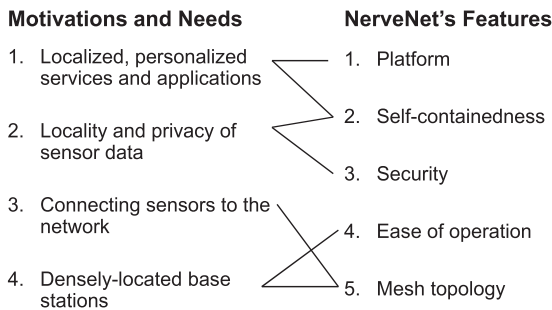 Motivations and Needs
1. Localized, personalized
services and applications
2. Locality and privacy of
sensor data
3. Connecting sensors to the
network
4. Densely-located base
stations
NerveNet's Features
1. Platform
2. Self-containedness
3. Security
4. Ease of operation
5. Mesh topology